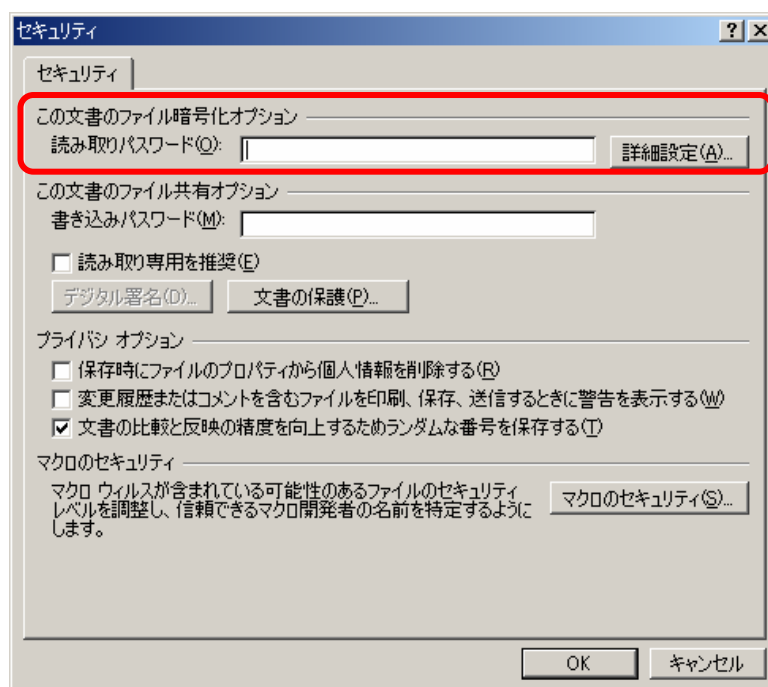 セキュリティ
セキュリティ
この文書のファイル暗号化オプション
読み取りパスワード(O):
詳細設定(A)...
この文書のファイル共有オプション
書き込みパスワード(M):
読み取り専用を推奨(E)
デジタル署名(D)...
文書の保護(P)...
プライバシ オプション
保存時にファイルのプロパティから個人情報を削除する(R)
変更履歴またはコメントを含むファイルを印刷、保存、送信するときに警告を表示する(W)
文書の比較と反映の精度を向上するためランダムな番号を保存する(T)
マクロのセキュリティ
マクロ ウィルスが含まれている可能性のあるファイルのセキュリティ
レベルを調整し、信頼できるマクロ開発者の名前を特定するように
します。
マクロのセキュリティ(S)...
OK
キャンセル